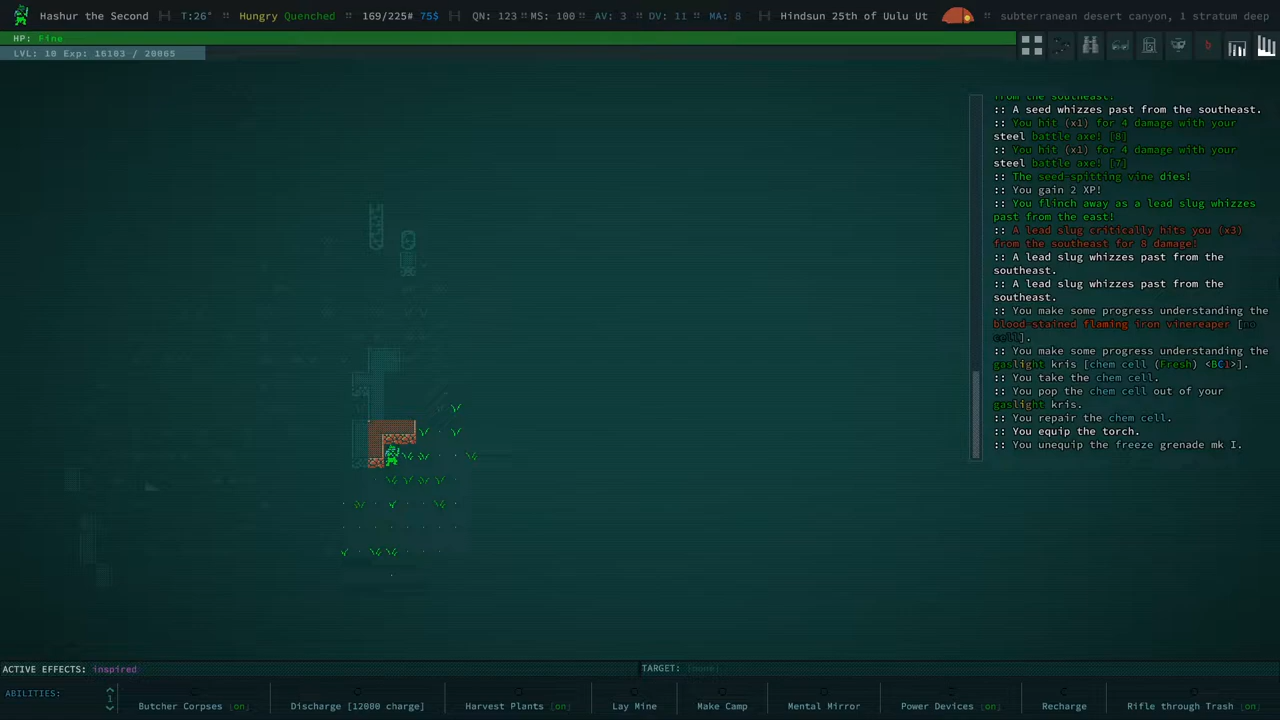 Hashur the Second T:26° Hungry Quenched 169/225# 75$ QN: 123 MS: 100 AV: 3 DV: 11 MA: 8 Hindsun 25th of Uulu Ut subterranean desert canyon, 1 stratum deep
HP: Fine
LVL: 10 Exp: 16103 / 20065
from the southeast!
:: A seed whizzes past from the southeast.
:: You hit (x1) for 4 damage with your
steel battle axe! [8]
:: You hit (x1) for 4 damage with your
steel battle axe! [7]
:: The seed-spitting vine dies!
:: You gain 2 XP!
:: You flinch away as a lead slug whizzes
past from the east!
:: A lead slug critically hits you (x3)
from the southeast for 8 damage!
:: A lead slug whizzes past from the
southeast.
:: A lead slug whizzes past from the
southeast.
:: You make some progress understanding the
blood-stained flaming iron vinereaper [no
cell].
:: You make some progress understanding the
gaslight kris [chem cell (Fresh) <BC1>].
:: You take the chem cell.
:: You pop the chem cell out of your
gaslight kris.
:: You repair the chem cell.
:: You equip the torch.
:: You unequip the freeze grenade mk I.
ACTIVE EFFECTS: inspired
TARGET: [none]
ABILITIES: 1 Butcher Corpses [on] Discharge [12000 charge] Harvest Plants [on] Lay Mine Make Camp Mental Mirror Power Devices [on] Recharge Rifle through Trash [on]